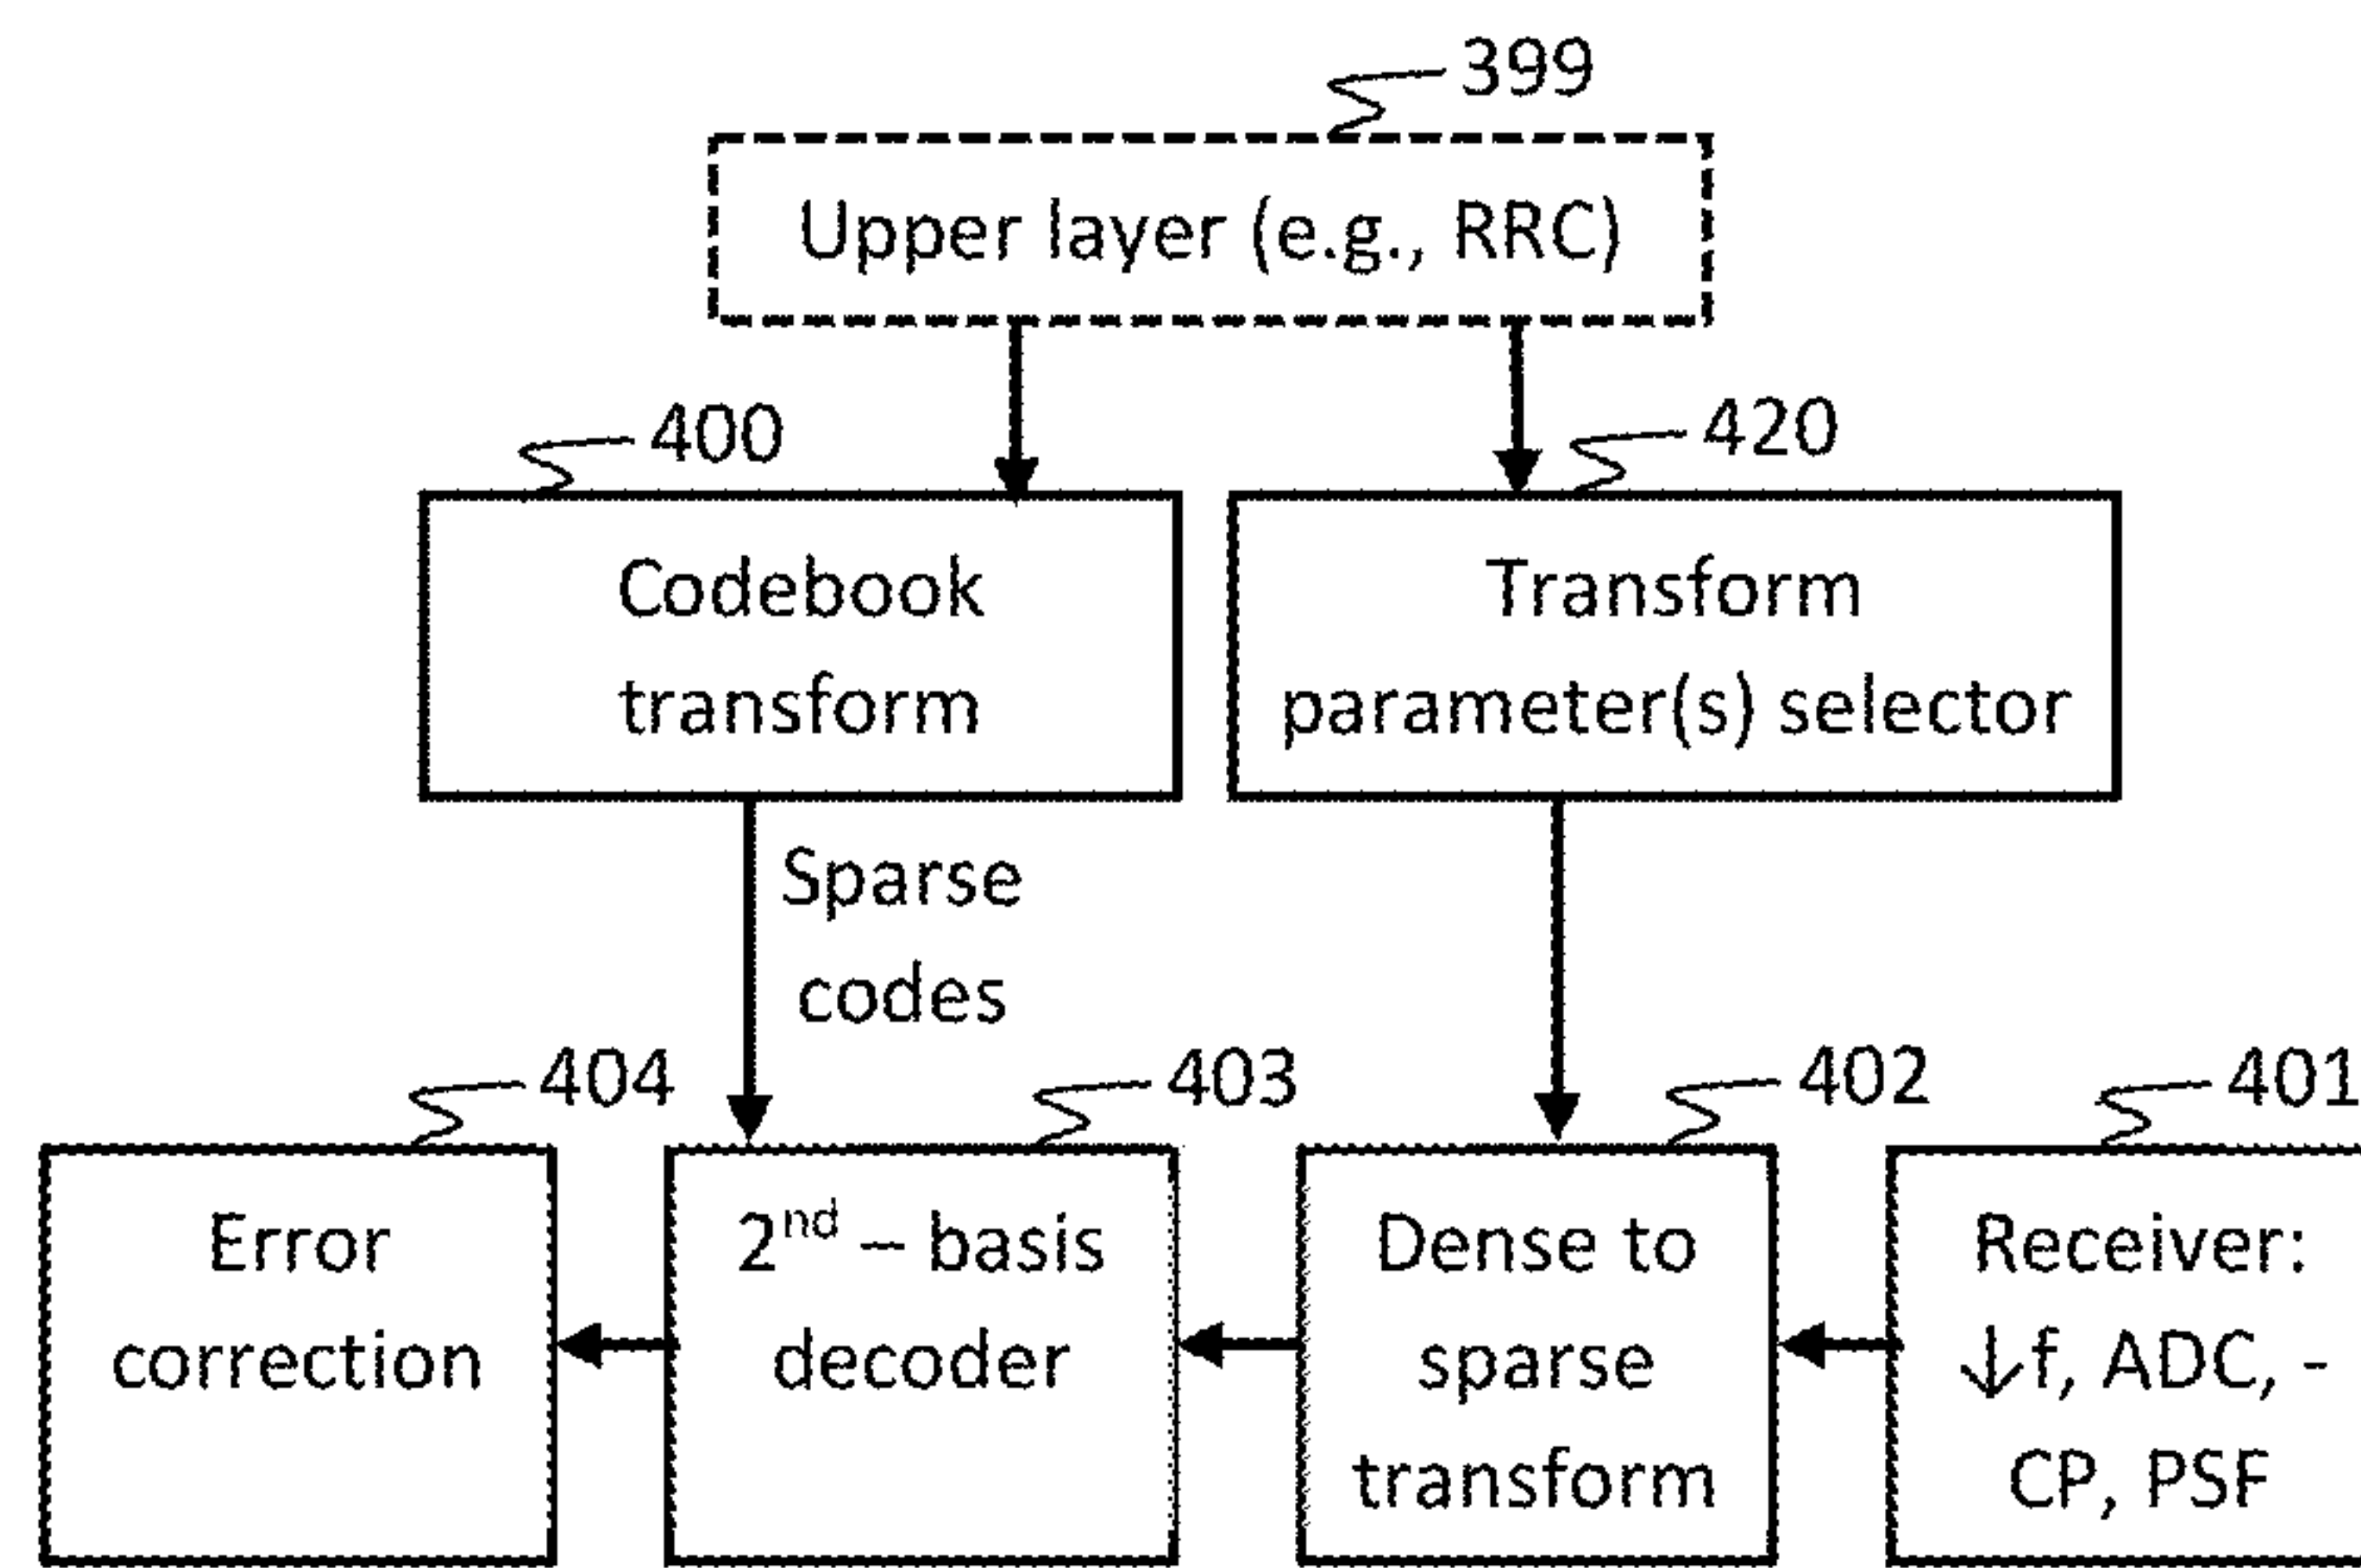 399
Upper layer (e.g., RRC)
400
420
Codebook
transform
Transform
parameter(s) selector
Sparse
codes
404
403
402
401
Error
correction
2nd – basis
decoder
Dense to
sparse
transform
Receiver:
↓f, ADC, -
CP, PSF